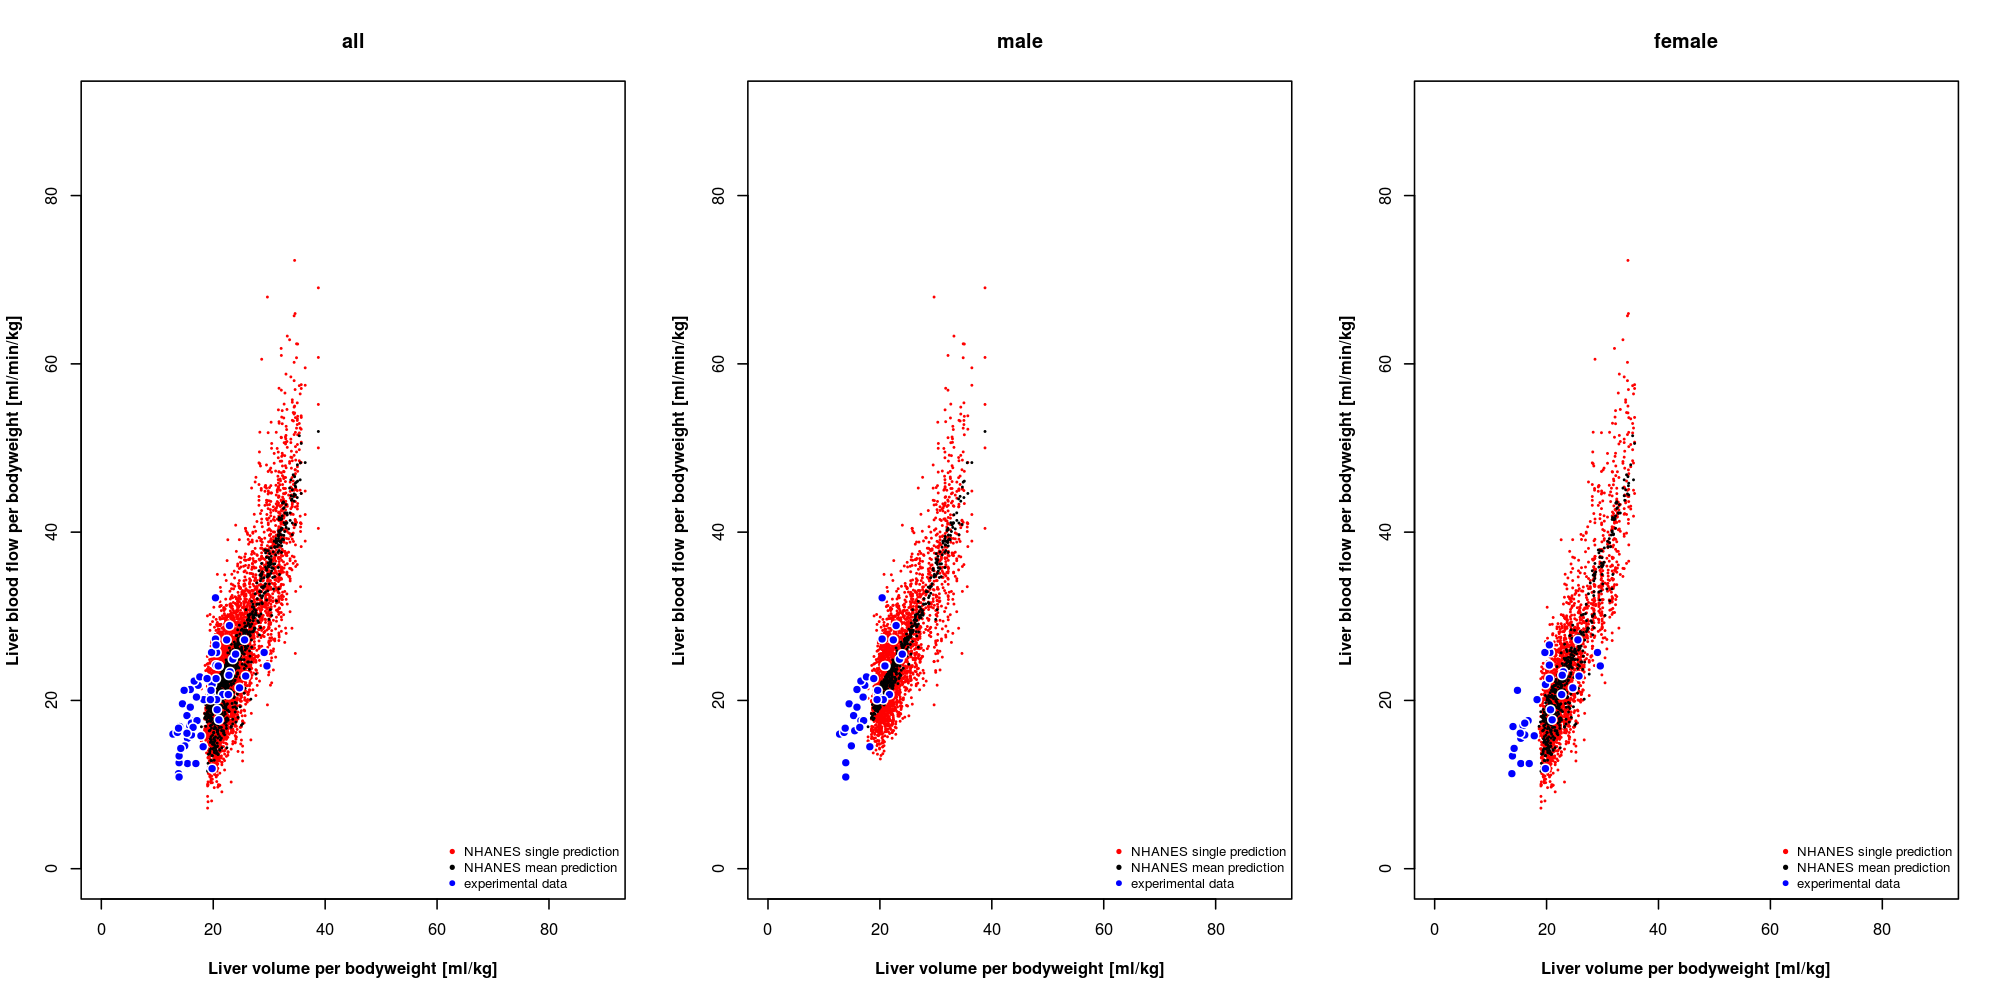 all
male
female
Liver blood flow per bodyweight [ml/min/kg]
0
20
40
60
80
0
20
40
60
80
Liver volume per bodyweight [ml/kg]
NHANES single prediction
NHANES mean prediction
experimental data
Liver blood flow per bodyweight [ml/min/kg]
0
20
40
60
80
0
20
40
60
80
Liver volume per bodyweight [ml/kg]
NHANES single prediction
NHANES mean prediction
experimental data
Liver blood flow per bodyweight [ml/min/kg]
0
20
40
60
80
0
20
40
60
80
Liver volume per bodyweight [ml/kg]
NHANES single prediction
NHANES mean prediction
experimental data